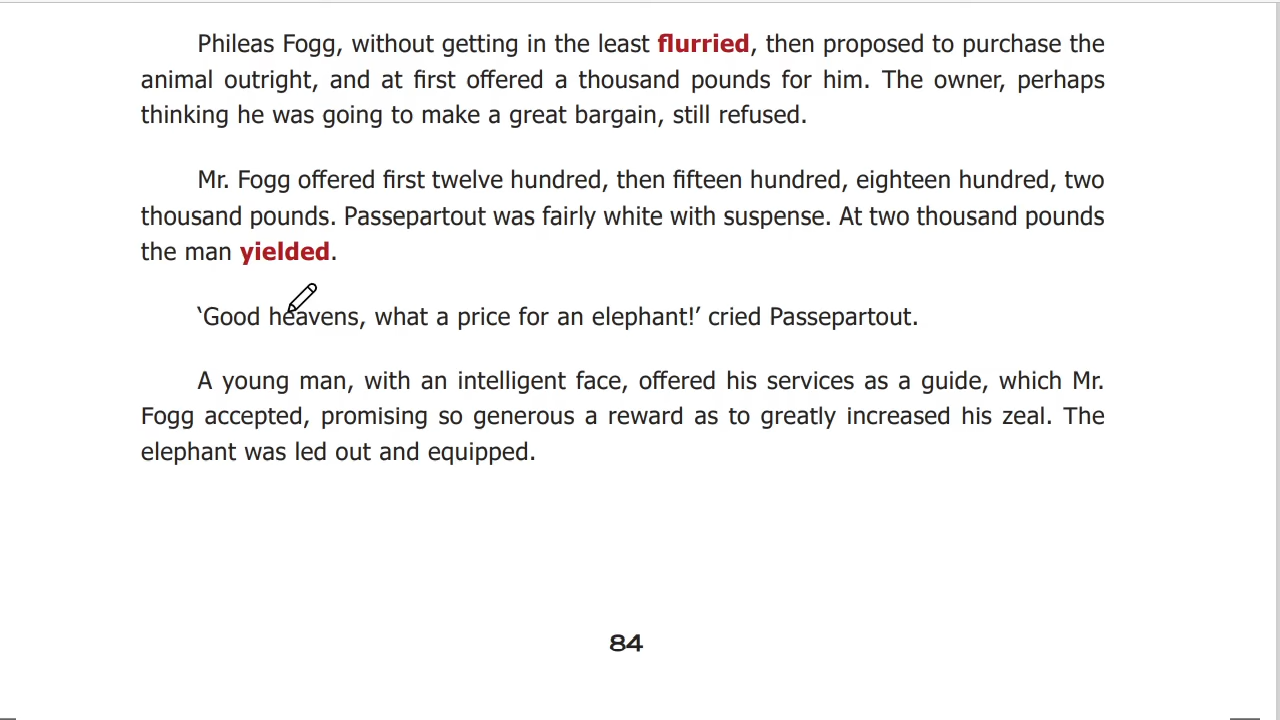 Phileas Fogg, without getting in the least flurried, then proposed to purchase the
animal outright, and at first offered a thousand pounds for him. The owner, perhaps
thinking he was going to make a great bargain, still refused.
Mr. Fogg offered first twelve hundred, then fifteen hundred, eighteen hundred, two
thousand pounds. Passepartout was fairly white with suspense. At two thousand pounds
the man yielded.
‘Good heavens, what a price for an elephant!’ cried Passepartout.
A young man, with an intelligent face, offered his services as a guide, which Mr.
Fogg accepted, promising so generous a reward as to greatly increased his zeal. The
elephant was led out and equipped.
84